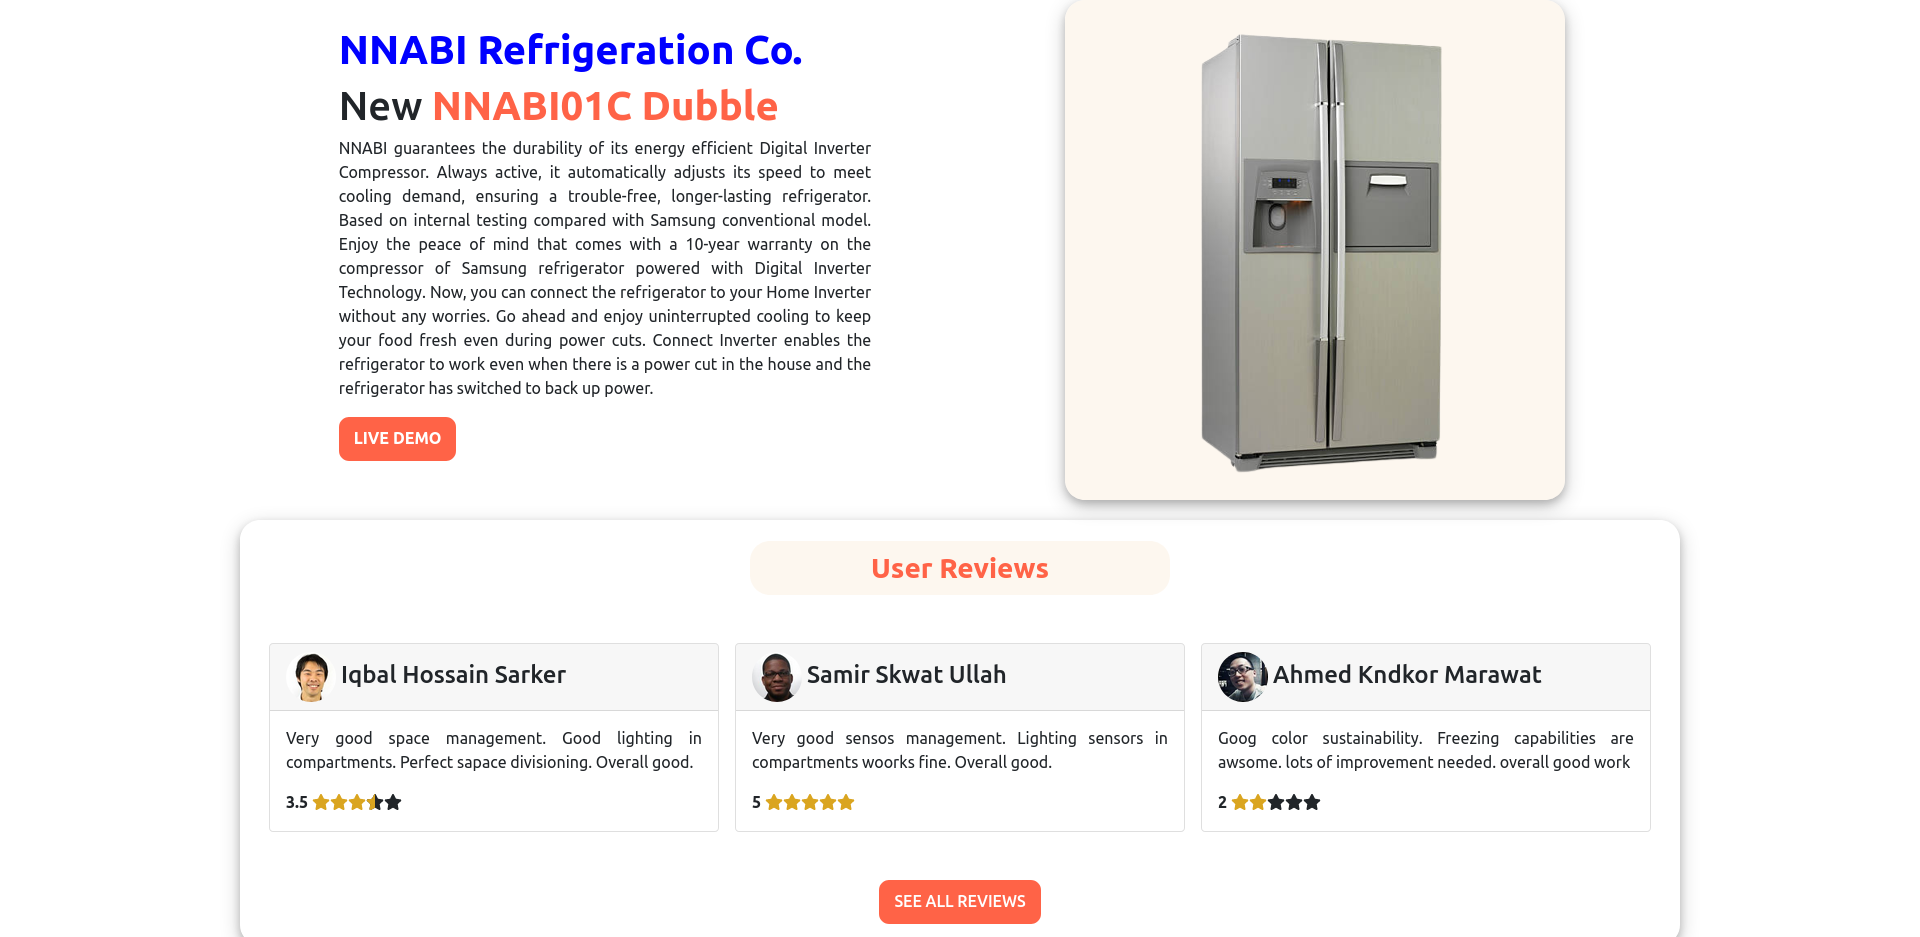 NNABI Refrigeration Co.
New NNABI01C Dubble
NNABI guarantees the durability of its energy efficient Digital Inverter
Compressor. Always active, it automatically adjusts its speed to meet
cooling demand, ensuring a trouble-free, longer-lasting refrigerator.
Based on internal testing compared with Samsung conventional model.
Enjoy the peace of mind that comes with a 10-year warranty on the
compressor of Samsung refrigerator powered with Digital Inverter
Technology. Now, you can connect the refrigerator to your Home Inverter
without any worries. Go ahead and enjoy uninterrupted cooling to keep
your food fresh even during power cuts. Connect Inverter enables the
refrigerator to work even when there is a power cut in the house and the
refrigerator has switched to back up power.
LIVE DEMO
User Reviews
Iqbal Hossain Sarker
Very good space management. Good lighting in
compartments. Perfect sapace divisioning. Overall good.
3.5
Samir Skwat Ullah
Very good sensos management. Lighting sensors in
compartments woorks fine. Overall good.
5
Ahmed Kndkor Marawat
Goog color sustainability. Freezing capabilities are
awsome. lots of improvement needed. overall good work
2
SEE ALL REVIEWS